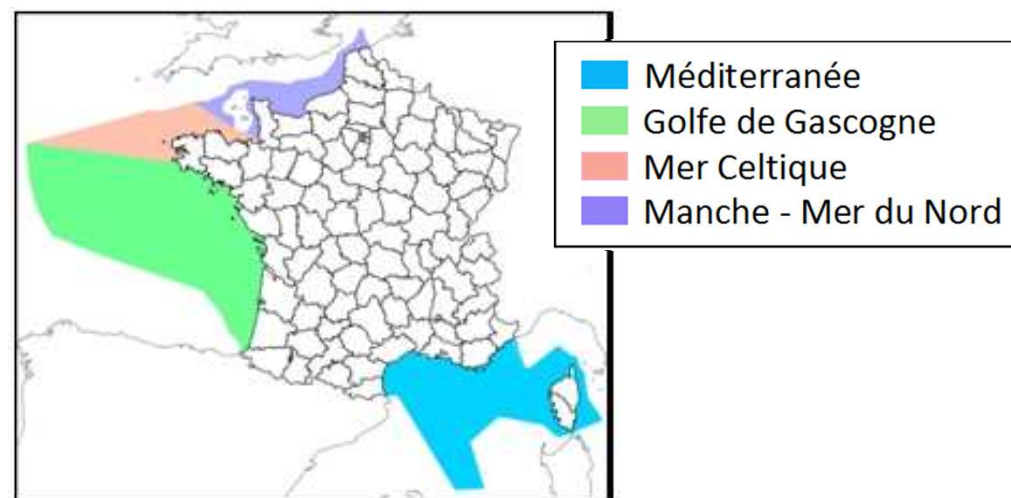 Méditerranée
Golfe de Gascogne
Mer Celtique
Manche - Mer du Nord